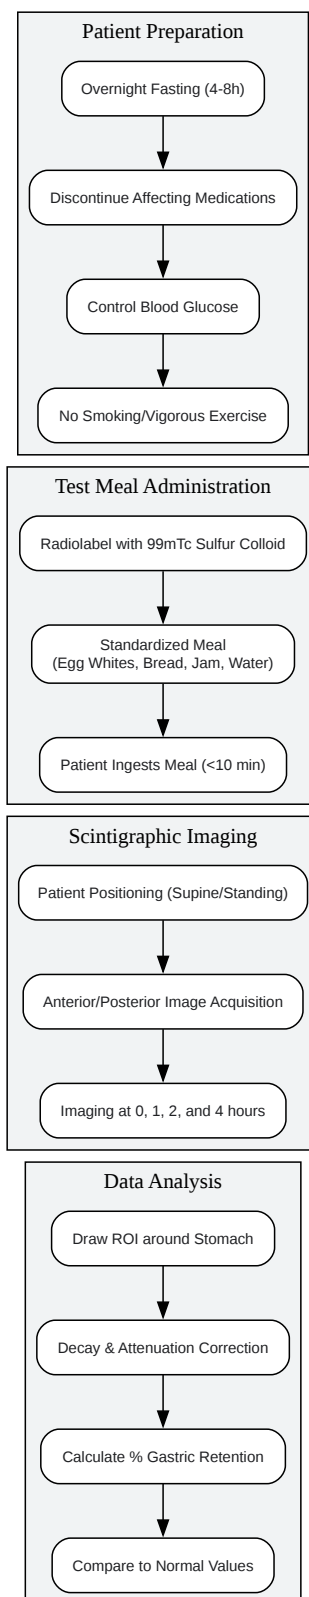 Patient Preparation
Overnight Fasting (4-8h)
Discontinue Affecting Medications
Control Blood Glucose
No Smoking/Vigorous Exercise
Test Meal Administration
Radiolabel with 99mTc Sulfur Colloid
Standardized Meal
(Egg Whites, Bread, Jam, Water)
Patient Ingests Meal (<10 min)
Scintigraphic Imaging
Patient Positioning (Supine/Standing)
Anterior/Posterior Image Acquisition
Imaging at 0, 1, 2, and 4 hours
Data Analysis
Draw ROI around Stomach
Decay & Attenuation Correction
Calculate % Gastric Retention
Compare to Normal Values